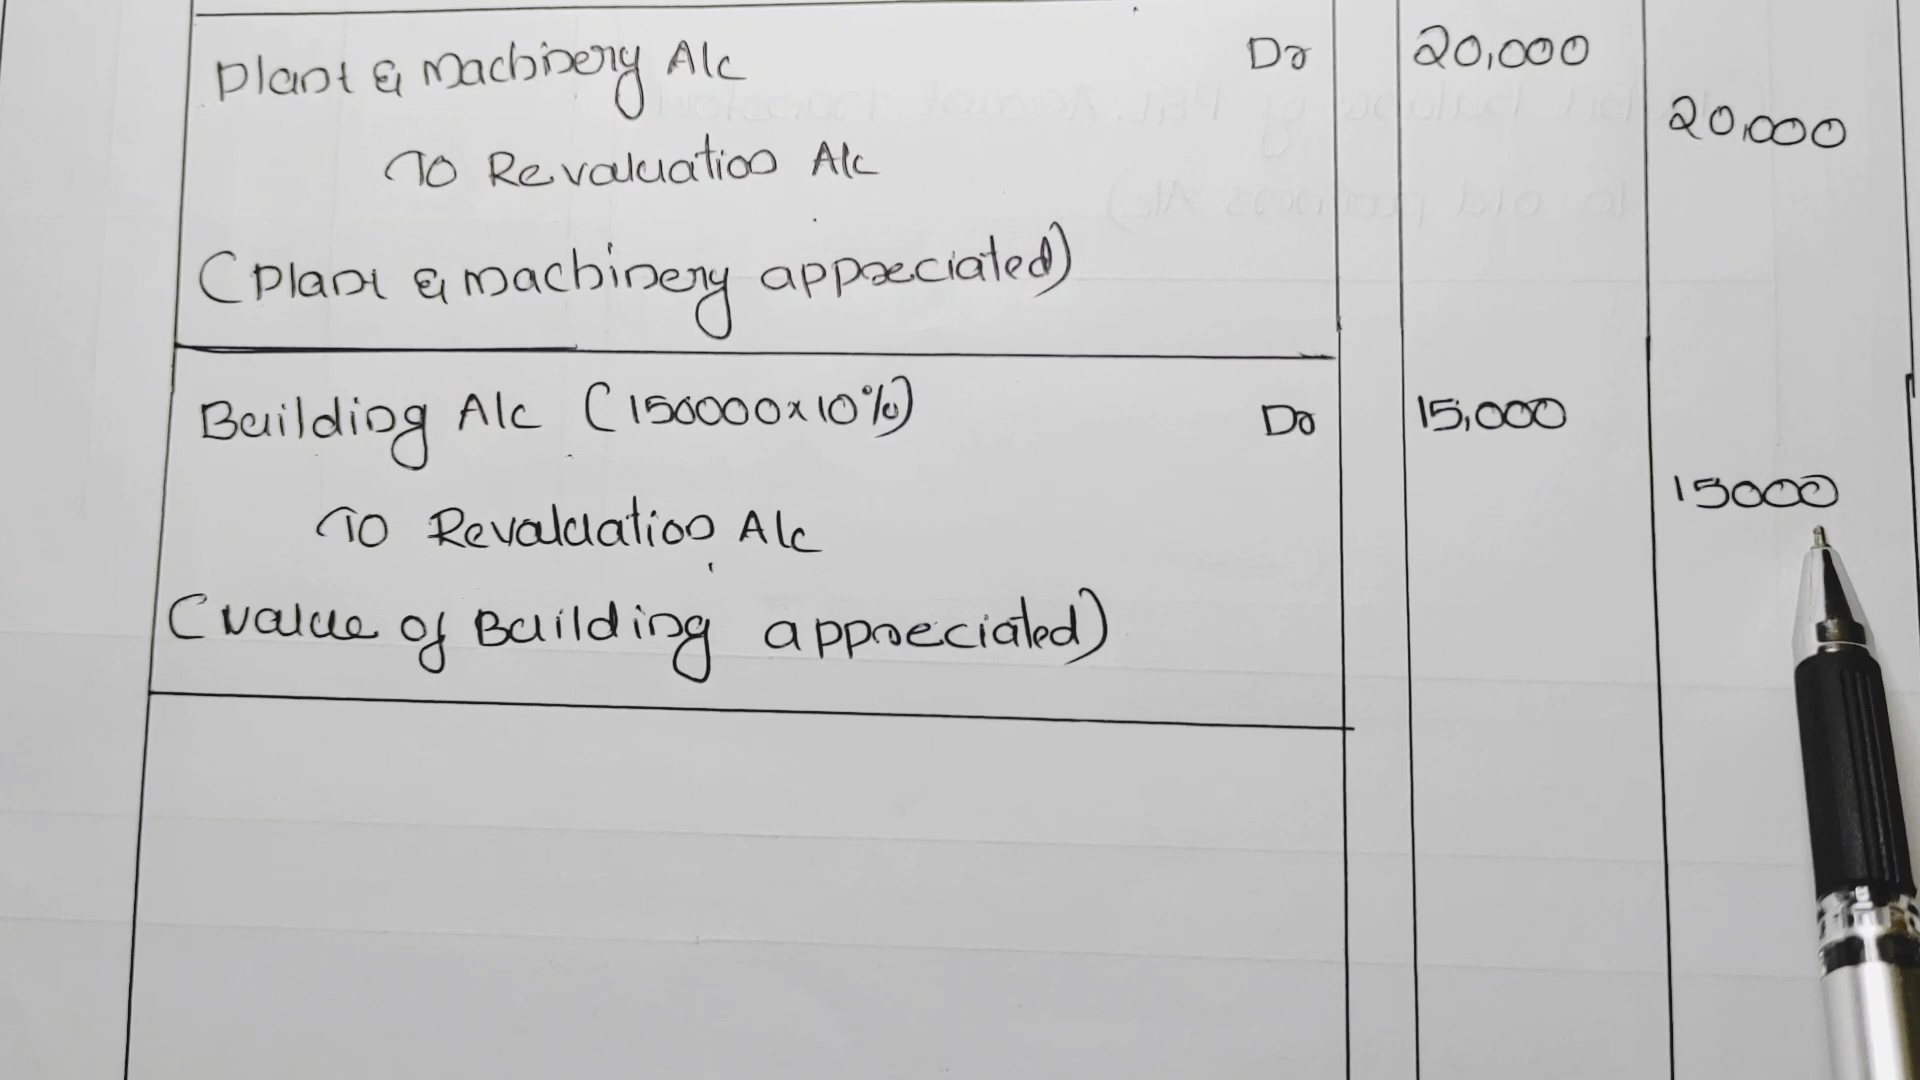 Plant & Machinery A/c Dr 20,000
To Revaluation A/c 20,000
(Plant & machinery appreciated)
Building A/c (150000x10%) Dr 15,000
To Revaluation A/c 15000
(value of Building appreciated)